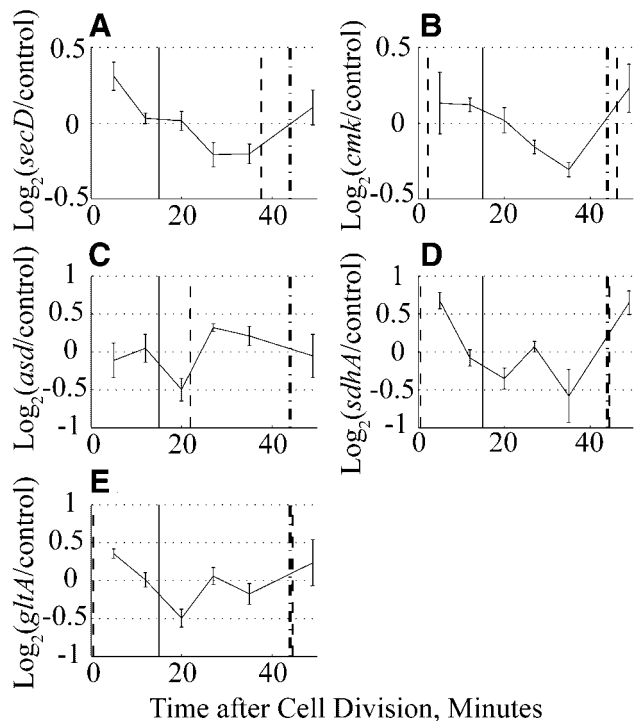 A
B
0.5
0
-0.5
0 20 40
Log2(secD/control)
0.5
0
-0.5
0 20 40
Log2(cmk/control)
C
D
1
0.5
0
-0.5
-1
0 20 40
Log2(asd/control)
1
0.5
0
-0.5
-1
0 20 40
Log2(sdhA/control)
E
1
0.5
0
-0.5
-1
0 20 40
Log2(gltA/control)
Time after Cell Division, Minutes